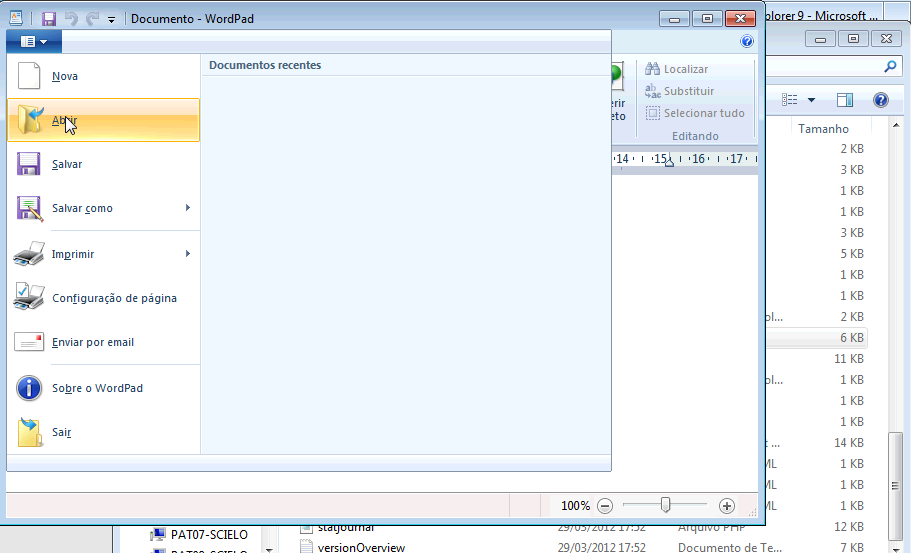 Documento - WordPad
plorer 9 - Microsoft ...
Documentos recentes
Nova
Abrir
Salvar
Salvar como
Imprimir
Configuração de página
Enviar por email
Sobre o WordPad
Sair
Localizar
Substituir
Selecionar tudo
Editando
erir
eto
14 15 16 17
100%
Tamanho
2 KB
3 KB
1 KB
1 KB
3 KB
5 KB
1 KB
1 KB
ol... 2 KB
6 KB
11 KB
ol... 1 KB
1 KB
1 KB
t ... 14 KB
ML 1 KB
ML 1 KB
ML 1 KB
PAT07-SCIELO statjournal 29/03/2012 17:52 Arquivo PHP 12 KB
PAT09-SCIELO versionOverview 29/03/2012 17:52 Documento de Te... 7 KB